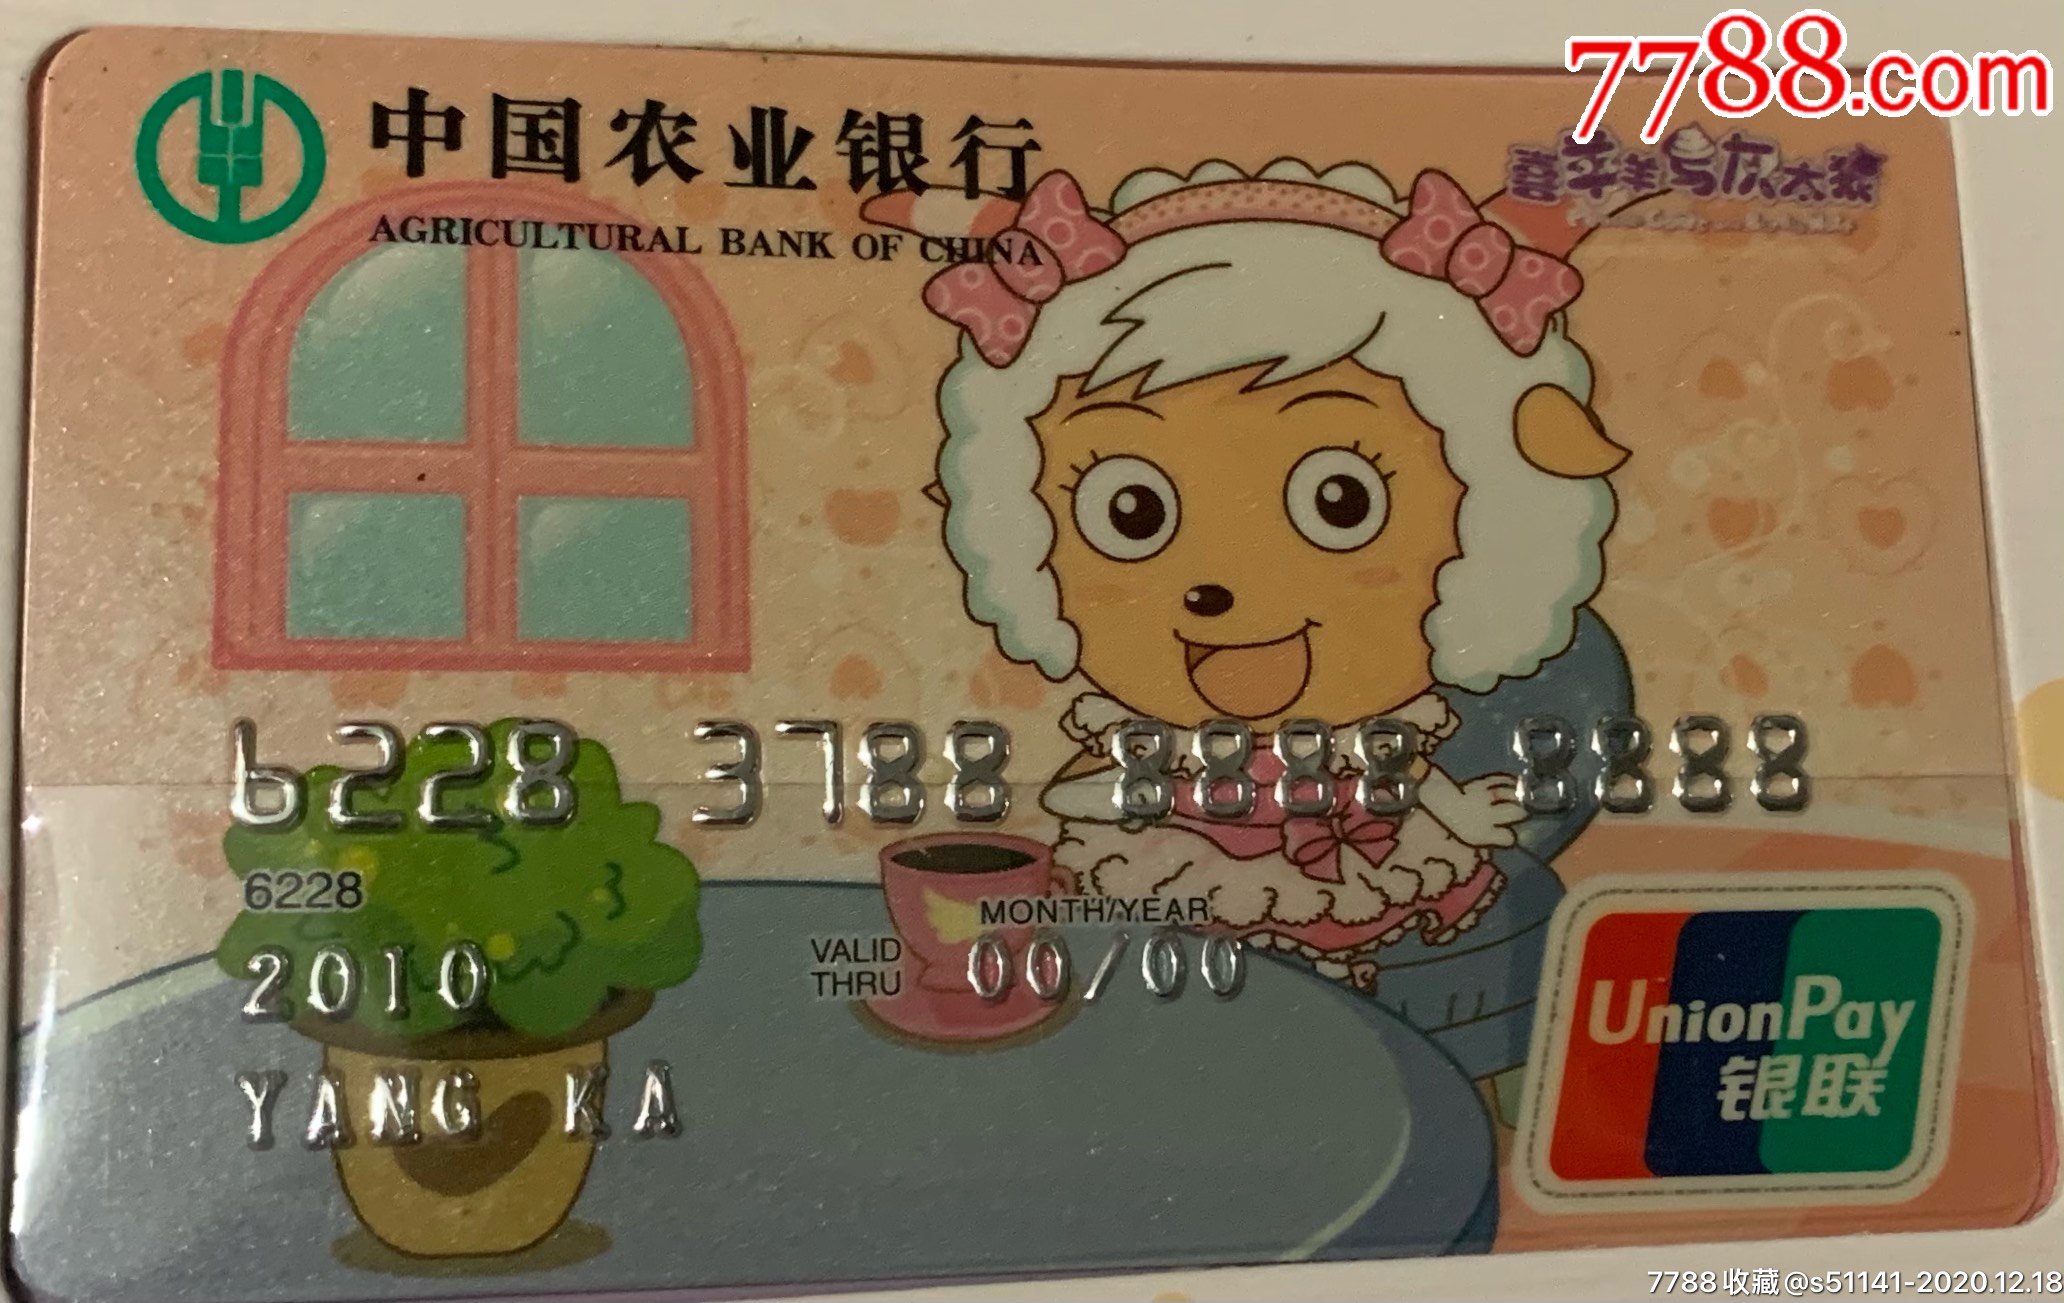 7788.com
中国农业银行
AGRICULTURAL BANK OF CHINA
喜羊羊与灰太狼
6228 3788 8888 8888
6228
MONTH/YEAR
VALID
THRU
00/00
2010
YANG KA
UnionPay
银联
7788收藏@s51141-2020.12.18